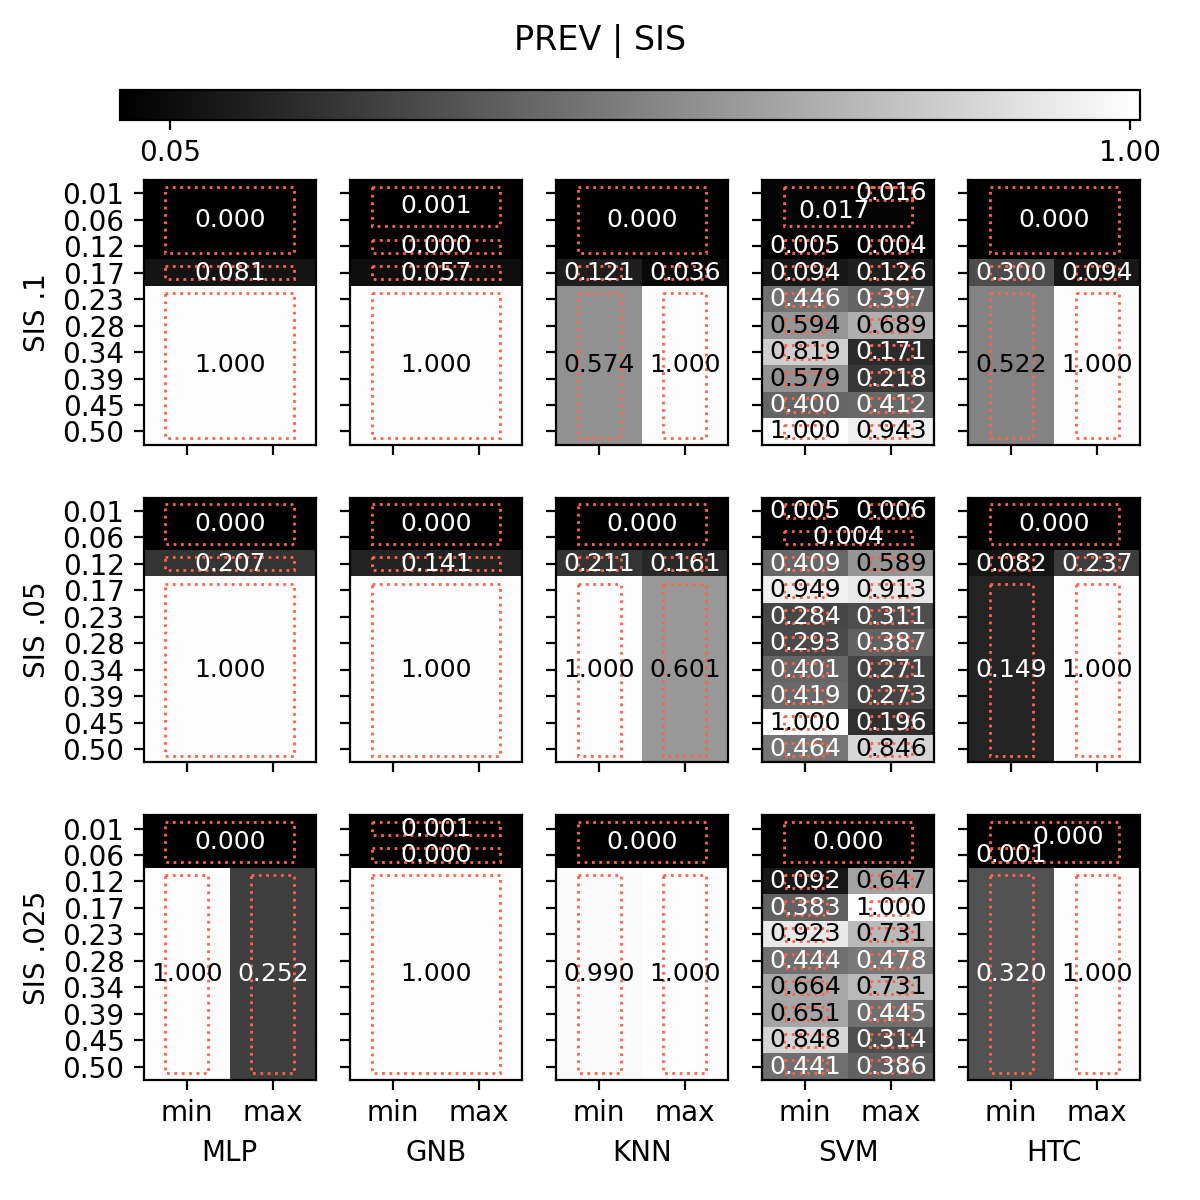 PREV | SIS
0.05 1.00
SIS .1
0.01 0.016
0.000 0.001 0.000 0.017 0.000
0.06
0.12 0.000 0.005 0.004
0.17 0.081 0.057 0.121 0.036 0.094 0.126 0.300 0.094
0.23 0.446 0.397
0.28 0.594 0.689
0.34 0.819 0.171
1.000 1.000 0.574 1.000 0.522 1.000
0.39 0.579 0.218
0.45 0.400 0.412
0.50 1.000 0.943
SIS .05
0.01 0.005 0.006
0.000 0.000 0.000 0.000
0.06 0.004
0.12 0.207 0.141 0.211 0.161 0.409 0.589 0.082 0.237
0.17 0.949 0.913
0.23 0.284 0.311
0.28 0.293 0.387
0.34 1.000 1.000 1.000 0.601 0.401 0.271 0.149 1.000
0.39 0.419 0.273
0.45 1.000 0.196
0.50 0.464 0.846
SIS .025
0.01 0.001
0.000 0.000 0.000 0.000
0.06 0.000 0.001
0.12 0.092 0.647
0.17 0.383 1.000
0.23 0.923 0.731
0.28 0.444 0.478
1.000 0.252 1.000 0.990 1.000 0.320 1.000
0.34 0.664 0.731
0.39 0.651 0.445
0.45 0.848 0.314
0.50 0.441 0.386
min max min max min max min max min max
MLP GNB KNN SVM HTC